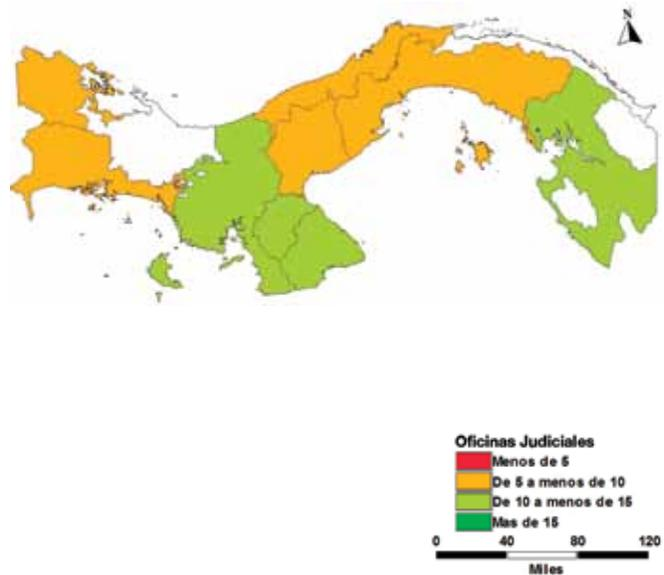 N
Oficinas Judiciales
Menos de 5
De 5 a menos de 10
De 10 a menos de 15
Mas de 15
0 40 80 120
Miles